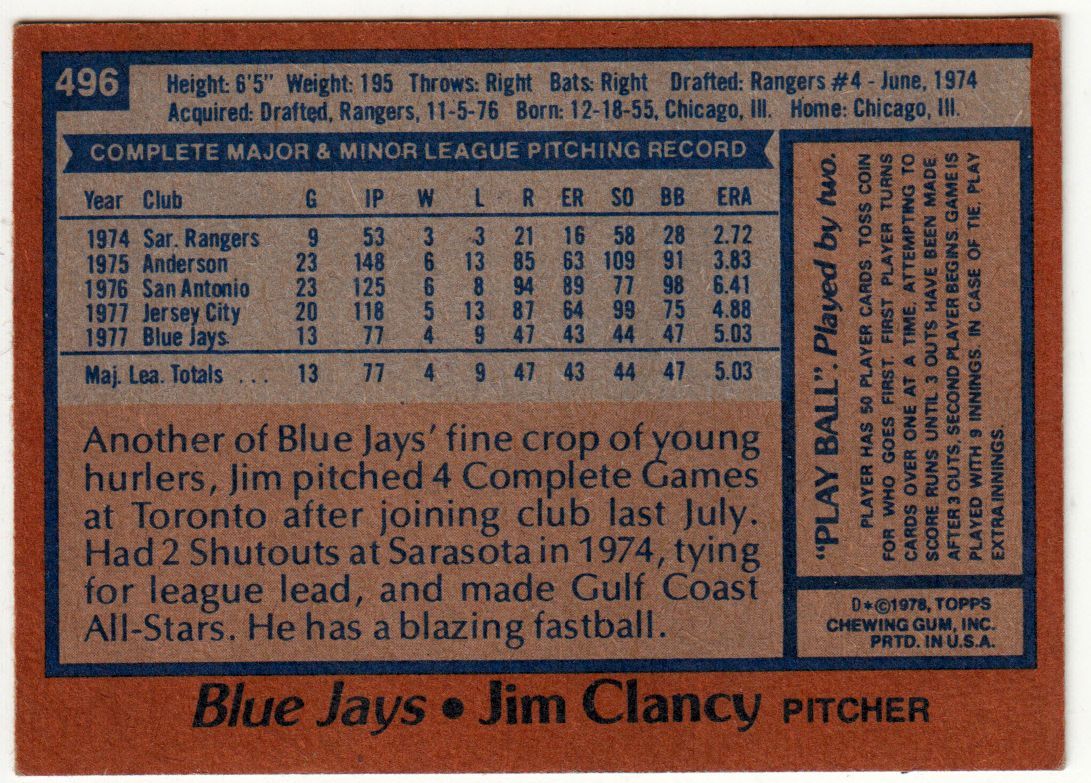 496
Height: 6'5" Weight: 195 Throws: Right Bats: Right Drafted: Rangers #4 - June, 1974
Acquired: Drafted, Rangers, 11-5-76 Born: 12-18-55, Chicago, Ill. Home: Chicago, Ill.
COMPLETE MAJOR & MINOR LEAGUE PITCHING RECORD
Year Club G IP W L R ER SO BB ERA
1974 Sar. Rangers 9 53 3 3 21 16 58 28 2.72
1975 Anderson 23 148 6 13 85 63 109 91 3.83
1976 San Antonio 23 125 6 8 94 89 77 98 6.41
1977 Jersey City 20 118 5 13 87 64 99 75 4.88
1977 Blue Jays 13 77 4 9 47 43 44 47 5.03
Maj. Lea. Totals ... 13 77 4 9 47 43 44 47 5.03
Another of Blue Jays' fine crop of young
hurlers, Jim pitched 4 Complete Games
at Toronto after joining club last July.
Had 2 Shutouts at Sarasota in 1974, tying
for league lead, and made Gulf Coast
All-Stars. He has a blazing fastball.
"PLAY BALL". Played by two.
PLAYER HAS 50 PLAYER CARDS TOSS COIN
FOR WHO GOES FIRST. FIRST PLAYER TURNS
CARDS OVER ONE AT A TIME, ATTEMPTING TO
SCORE RUNS UNTIL 3 OUTS HAVE BEEN MADE
AFTER 3 OUTS, SECOND PLAYER BEGINS. GAME IS
PLAYED WITH 9 INNINGS. IN CASE OF TIE, PLAY
EXTRA INNINGS.
D*©1978, TOPPS
CHEWING GUM, INC.
PRTD. IN U.S.A.
Blue Jays • Jim Clancy PITCHER